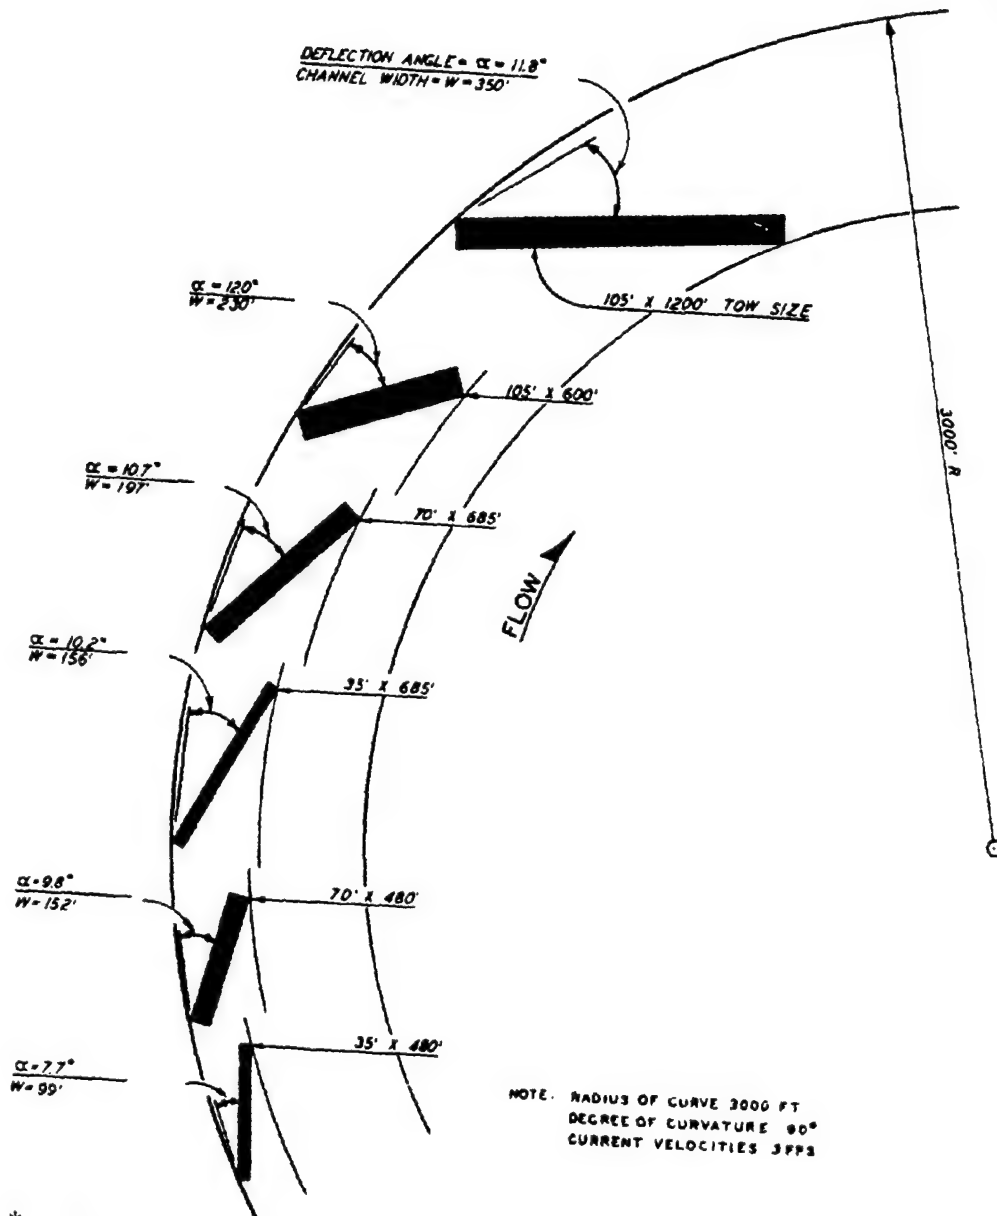 DEFLECTION ANGLE = α = 11.8°
CHANNEL WIDTH = W = 350'
105' X 1200' TOW SIZE
α = 12.0°
W = 230'
105' X 600'
3000' R
α = 10.7°
W = 197'
70' X 685'
FLOW
α = 10.2°
W = 156'
35' X 685'
α = 9.8°
W = 152'
70' X 480'
35' X 480'
α = 7.7°
W = 99'
NOTE. RADIUS OF CURVE 3000 FT
DEGREE OF CURVATURE 90°
CURRENT VELOCITIES 3 FPS
*